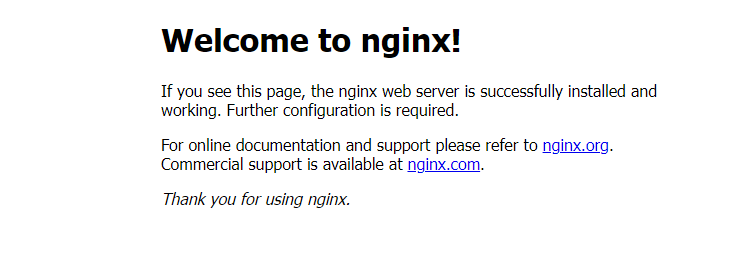 Welcome to nginx!
If you see this page, the nginx web server is successfully installed and
working. Further configuration is required.
For online documentation and support please refer to nginx.org.
Commercial support is available at nginx.com.
Thank you for using nginx.